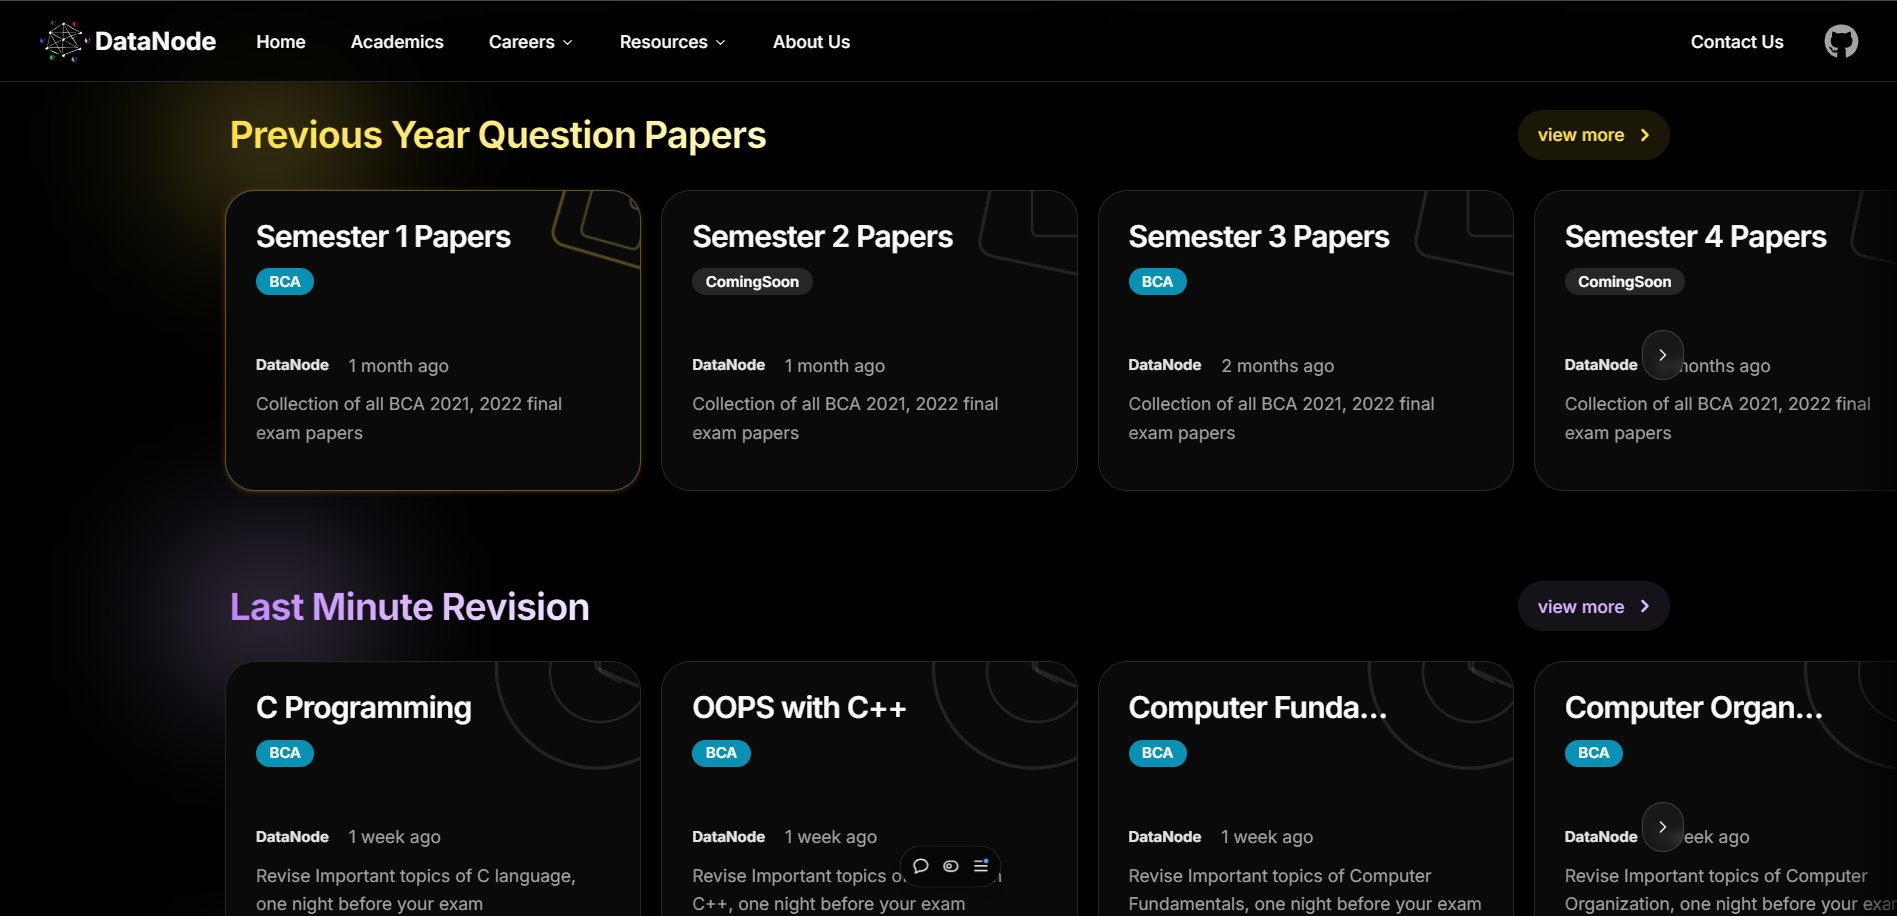 DataNode
Home
Academics
Careers
Resources
About Us
Contact Us
Previous Year Question Papers
view more
Semester 1 Papers
BCA
DataNode 1 month ago
Collection of all BCA 2021, 2022 final
exam papers
Semester 2 Papers
ComingSoon
DataNode 1 month ago
Collection of all BCA 2021, 2022 final
exam papers
Semester 3 Papers
BCA
DataNode 2 months ago
Collection of all BCA 2021, 2022 final
exam papers
Semester 4 Papers
ComingSoon
DataNode months ago
Collection of all BCA 2021, 2022 final
exam papers
Last Minute Revision
view more
C Programming
BCA
DataNode 1 week ago
Revise Important topics of C language,
one night before your exam
OOPS with C++
BCA
DataNode 1 week ago
Revise Important topics
C++, one night before your exam
Computer Funda...
BCA
DataNode 1 week ago
Revise Important topics of Computer
Fundamentals, one night before your exam
Computer Organ...
BCA
DataNode week ago
Revise Important topics of Computer
Organization, one night before your exam